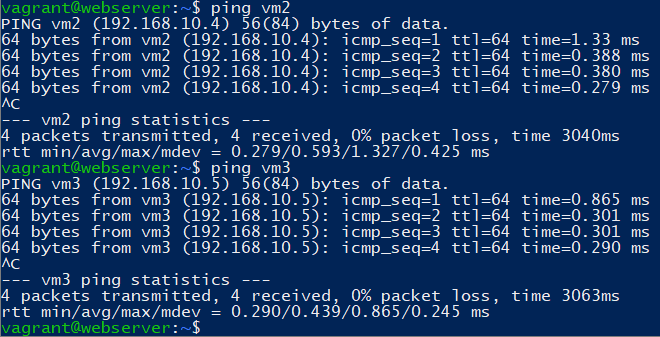 vagrant@webserver:~$ ping vm2
PING vm2 (192.168.10.4) 56(84) bytes of data.
64 bytes from vm2 (192.168.10.4): icmp_seq=1 ttl=64 time=1.33 ms
64 bytes from vm2 (192.168.10.4): icmp_seq=2 ttl=64 time=0.388 ms
64 bytes from vm2 (192.168.10.4): icmp_seq=3 ttl=64 time=0.380 ms
64 bytes from vm2 (192.168.10.4): icmp_seq=4 ttl=64 time=0.279 ms
^C
--- vm2 ping statistics ---
4 packets transmitted, 4 received, 0% packet loss, time 3040ms
rtt min/avg/max/mdev = 0.279/0.593/1.327/0.425 ms
vagrant@webserver:~$ ping vm3
PING vm3 (192.168.10.5) 56(84) bytes of data.
64 bytes from vm3 (192.168.10.5): icmp_seq=1 ttl=64 time=0.865 ms
64 bytes from vm3 (192.168.10.5): icmp_seq=2 ttl=64 time=0.301 ms
64 bytes from vm3 (192.168.10.5): icmp_seq=3 ttl=64 time=0.301 ms
64 bytes from vm3 (192.168.10.5): icmp_seq=4 ttl=64 time=0.290 ms
^C
--- vm3 ping statistics ---
4 packets transmitted, 4 received, 0% packet loss, time 3063ms
rtt min/avg/max/mdev = 0.290/0.439/0.865/0.245 ms
vagrant@webserver:~$